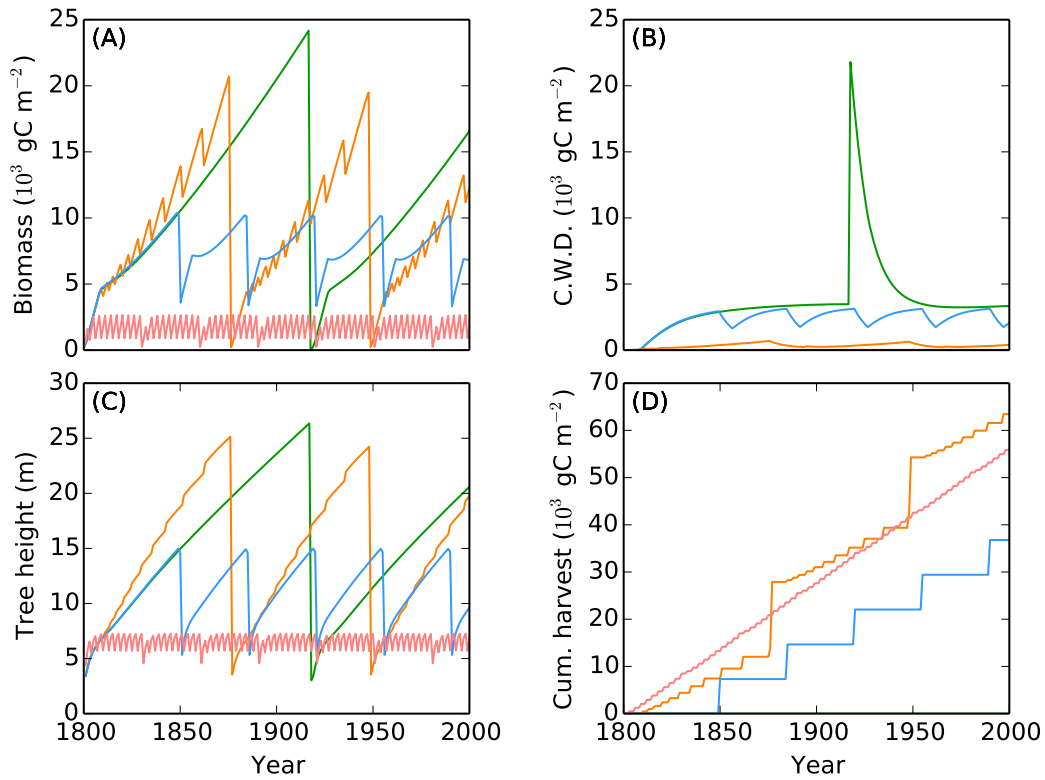 (A)
Biomass (10³ gC m⁻²)
25
20
15
10
5
0
(B)
C.W.D. (10³ gC m⁻²)
25
20
15
10
5
0
(C)
Tree height (m)
30
25
20
15
10
5
0
1800 1850 1900 1950 2000
Year
(D)
Cum. harvest (10³ gC m⁻²)
70
60
50
40
30
20
10
0
1800 1850 1900 1950 2000
Year